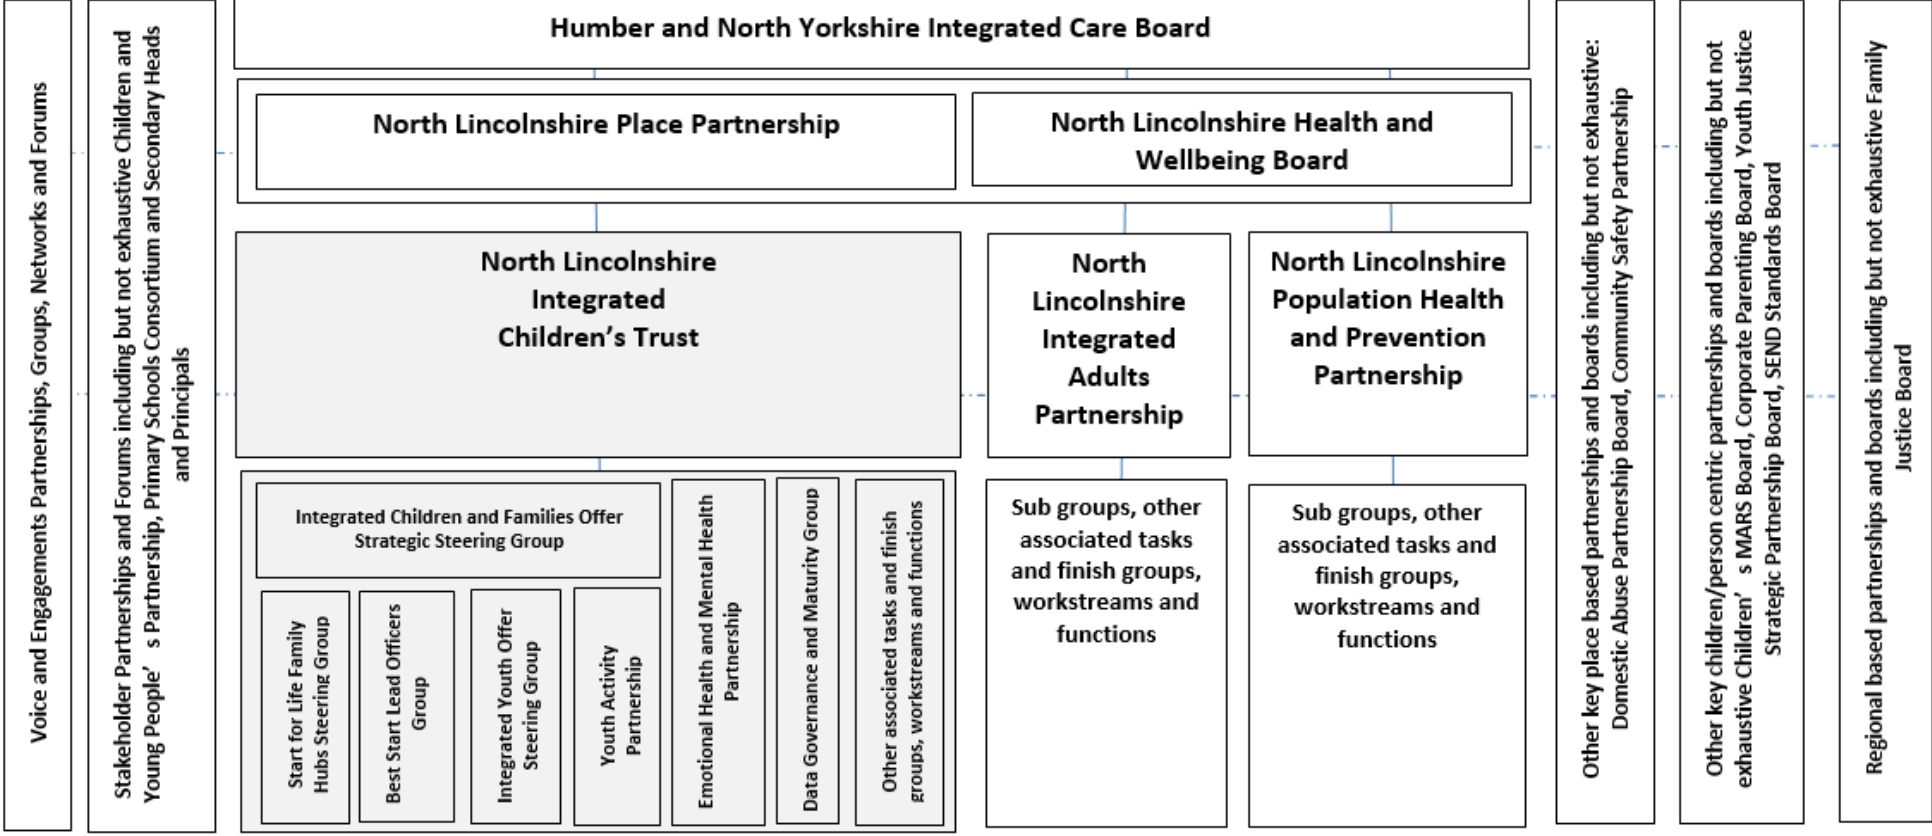 Voice and Engagements Partnerships, Groups, Networks and Forums
Stakeholder Partnerships and Forums including but not exhaustive Children and
Young People’ s Partnership, Primary Schools Consortium and Secondary Heads
and Principals
Humber and North Yorkshire Integrated Care Board
North Lincolnshire Place Partnership
North Lincolnshire Health and
Wellbeing Board
North Lincolnshire
Integrated
Children’s Trust
North
Lincolnshire
Integrated
Adults
Partnership
North Lincolnshire
Population Health
and Prevention
Partnership
Integrated Children and Families Offer
Strategic Steering Group
Start for Life Family
Hubs Steering Group
Best Start Lead Officers
Group
Integrated Youth Offer
Steering Group
Youth Activity
Partnership
Emotional Health and Mental Health
Partnership
Data Governance and Maturity Group
Other associated tasks and finish
groups, workstreams and functions
Sub groups, other
associated tasks
and finish groups,
workstreams and
functions
Sub groups, other
associated tasks and
finish groups,
workstreams and
functions
Other key place based partnerships and boards including but not exhaustive:
Domestic Abuse Partnership Board, Community Safety Partnership
Other key children/person centric partnerships and boards including but not
exhaustive Children’ s MARS Board, Corporate Parenting Board, Youth Justice
Strategic Partnership Board, SEND Standards Board
Regional based partnerships and boards including but not exhaustive Family
Justice Board